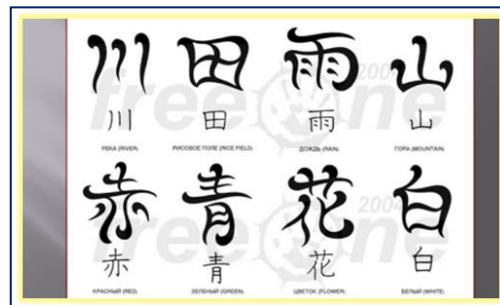 川 田 雨 山
川 田 雨 山
РЕКА (RIVER) РИСОВОЕ ПОЛЕ (RICE FIELD) ДОЖДЬ (RAIN) ГОРА (MOUNTAIN)
赤 青 花 白
赤 青 花 白
КРАСНЫЙ (RED) ЗЕЛЕНЫЙ (GREEN) ЦВЕТОК (FLOWER) БЕЛЫЙ (WHITE)